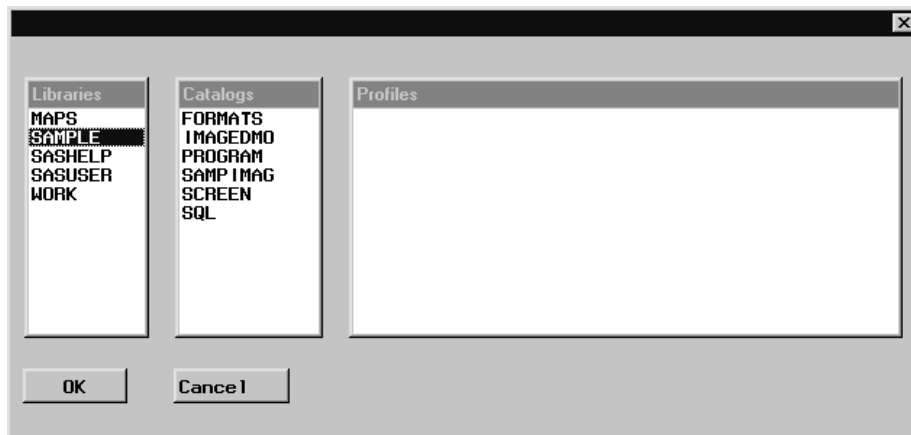 Libraries
MAPS
SAMPLE
SASHELP
SASUSER
WORK
Catalogs
FORMATS
IMAGEDMO
PROGRAM
SAMPIMAG
SCREEN
SQL
Profiles
OK
Cancel